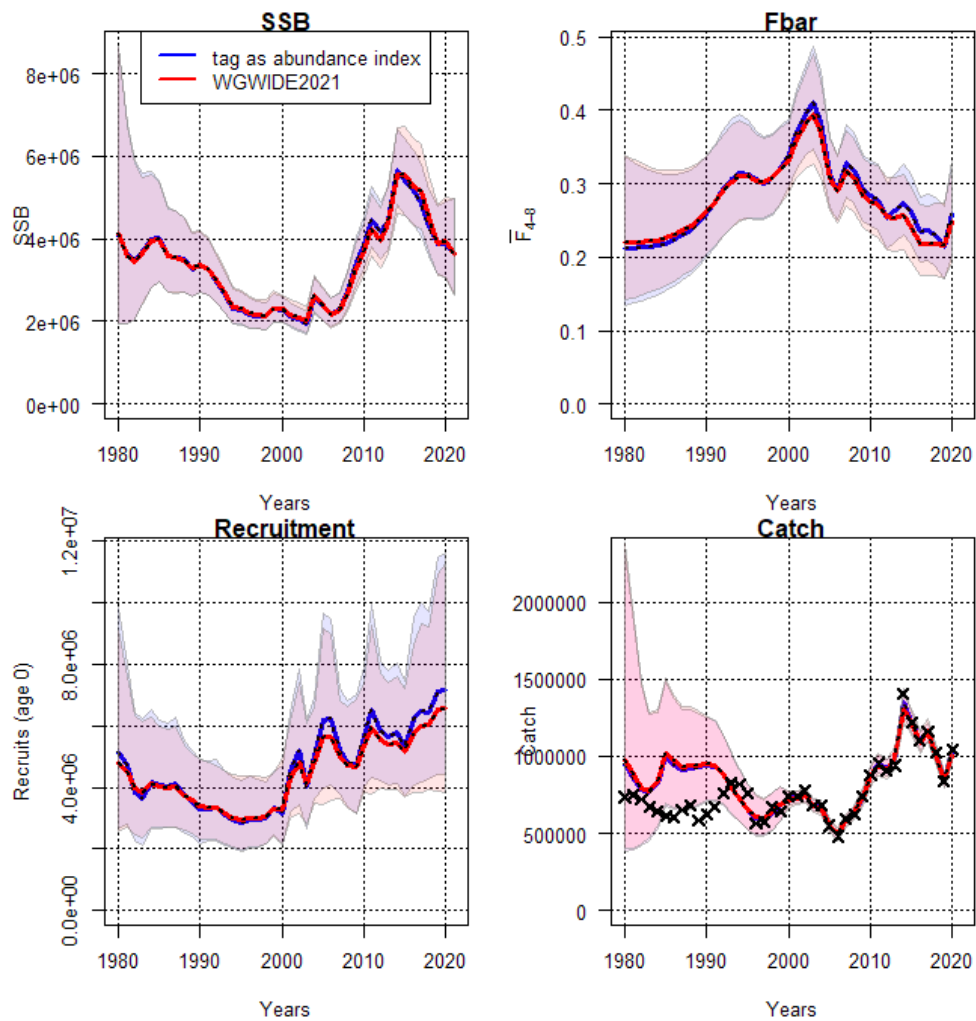 SSB
tag as abundance index
WGWIDE2021
SSB
8e+06
6e+06
4e+06
2e+06
0e+00
1980 1990 2000 2010 2020
Years
Fbar
F4−8
0.5
0.4
0.3
0.2
0.1
0.0
1980 1990 2000 2010 2020
Years
Recruitment
Recruits (age 0)
1.2e+07
8.0e+06
4.0e+06
0.0e+00
1980 1990 2000 2010 2020
Years
Catch
Catch
2000000
1500000
1000000
500000
0
1980 1990 2000 2010 2020
Years